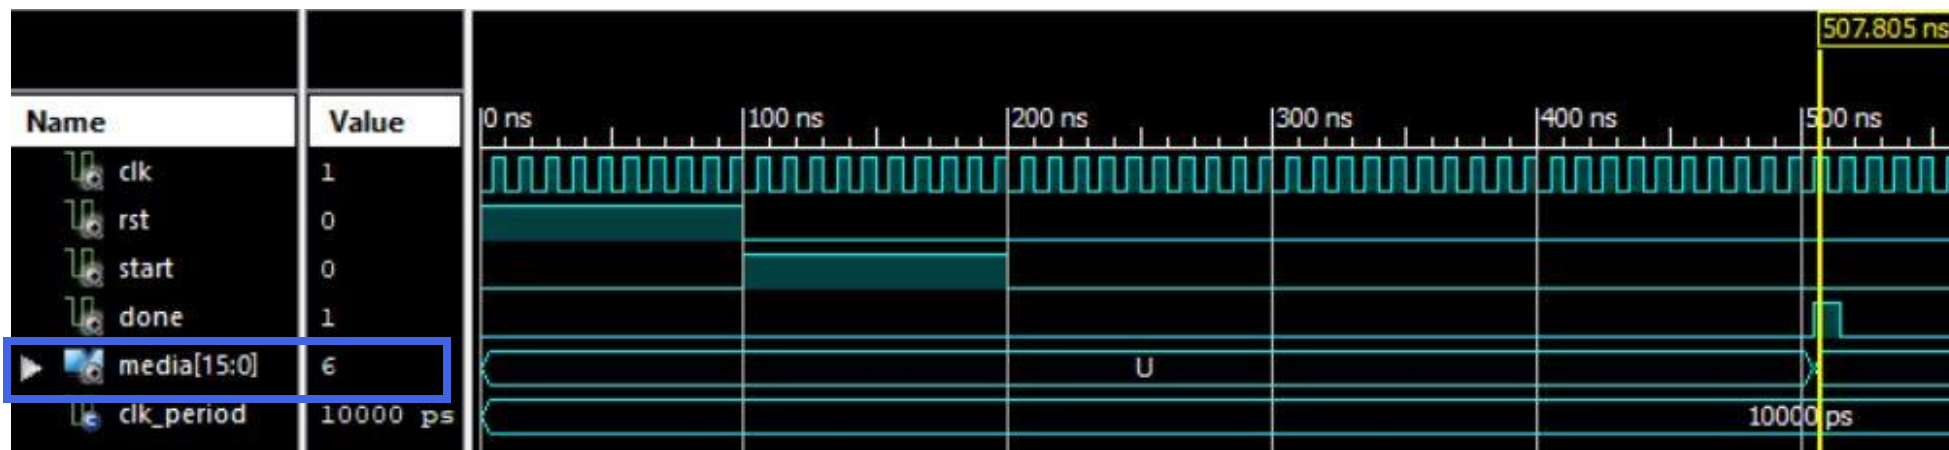 507.805 ns
Name Value
0 ns 100 ns 200 ns 300 ns 400 ns 500 ns
clk 1
rst 0
start 0
done 1
media[15:0] 6 U
clk_period 10000 ps 10000 ps